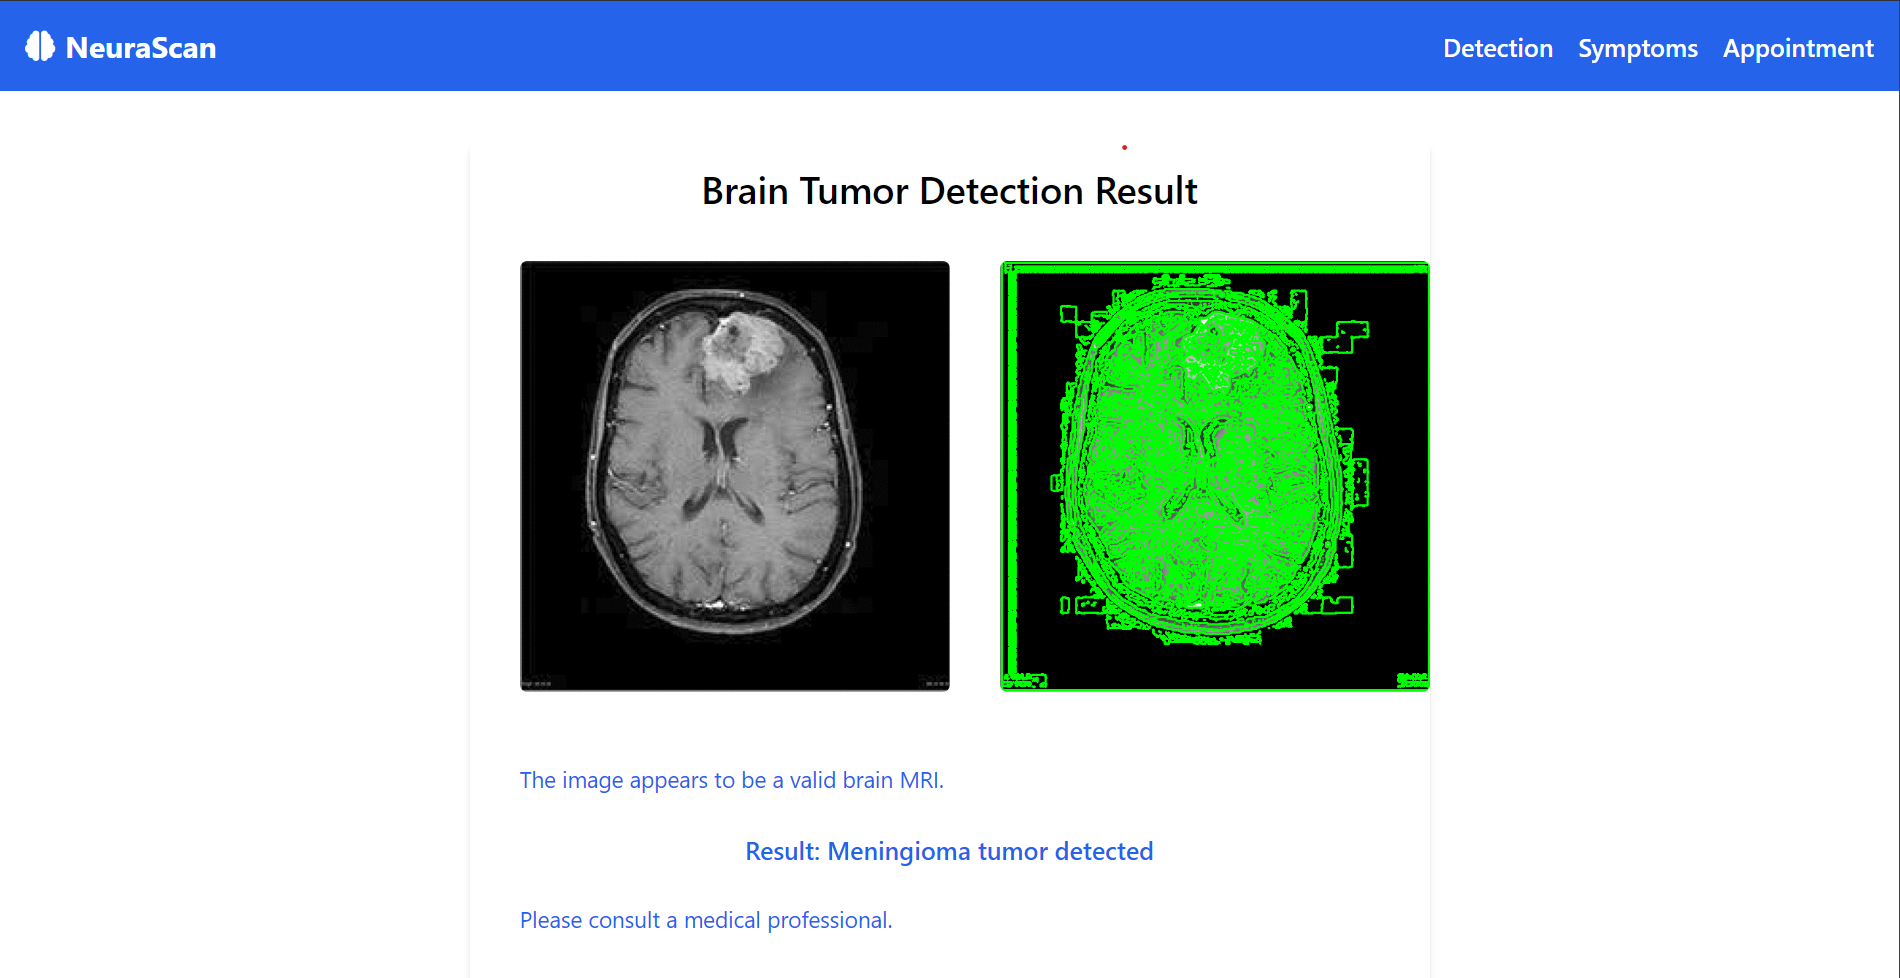 NeuraScan
Detection Symptoms Appointment
Brain Tumor Detection Result
The image appears to be a valid brain MRI.
Result: Meningioma tumor detected
Please consult a medical professional.